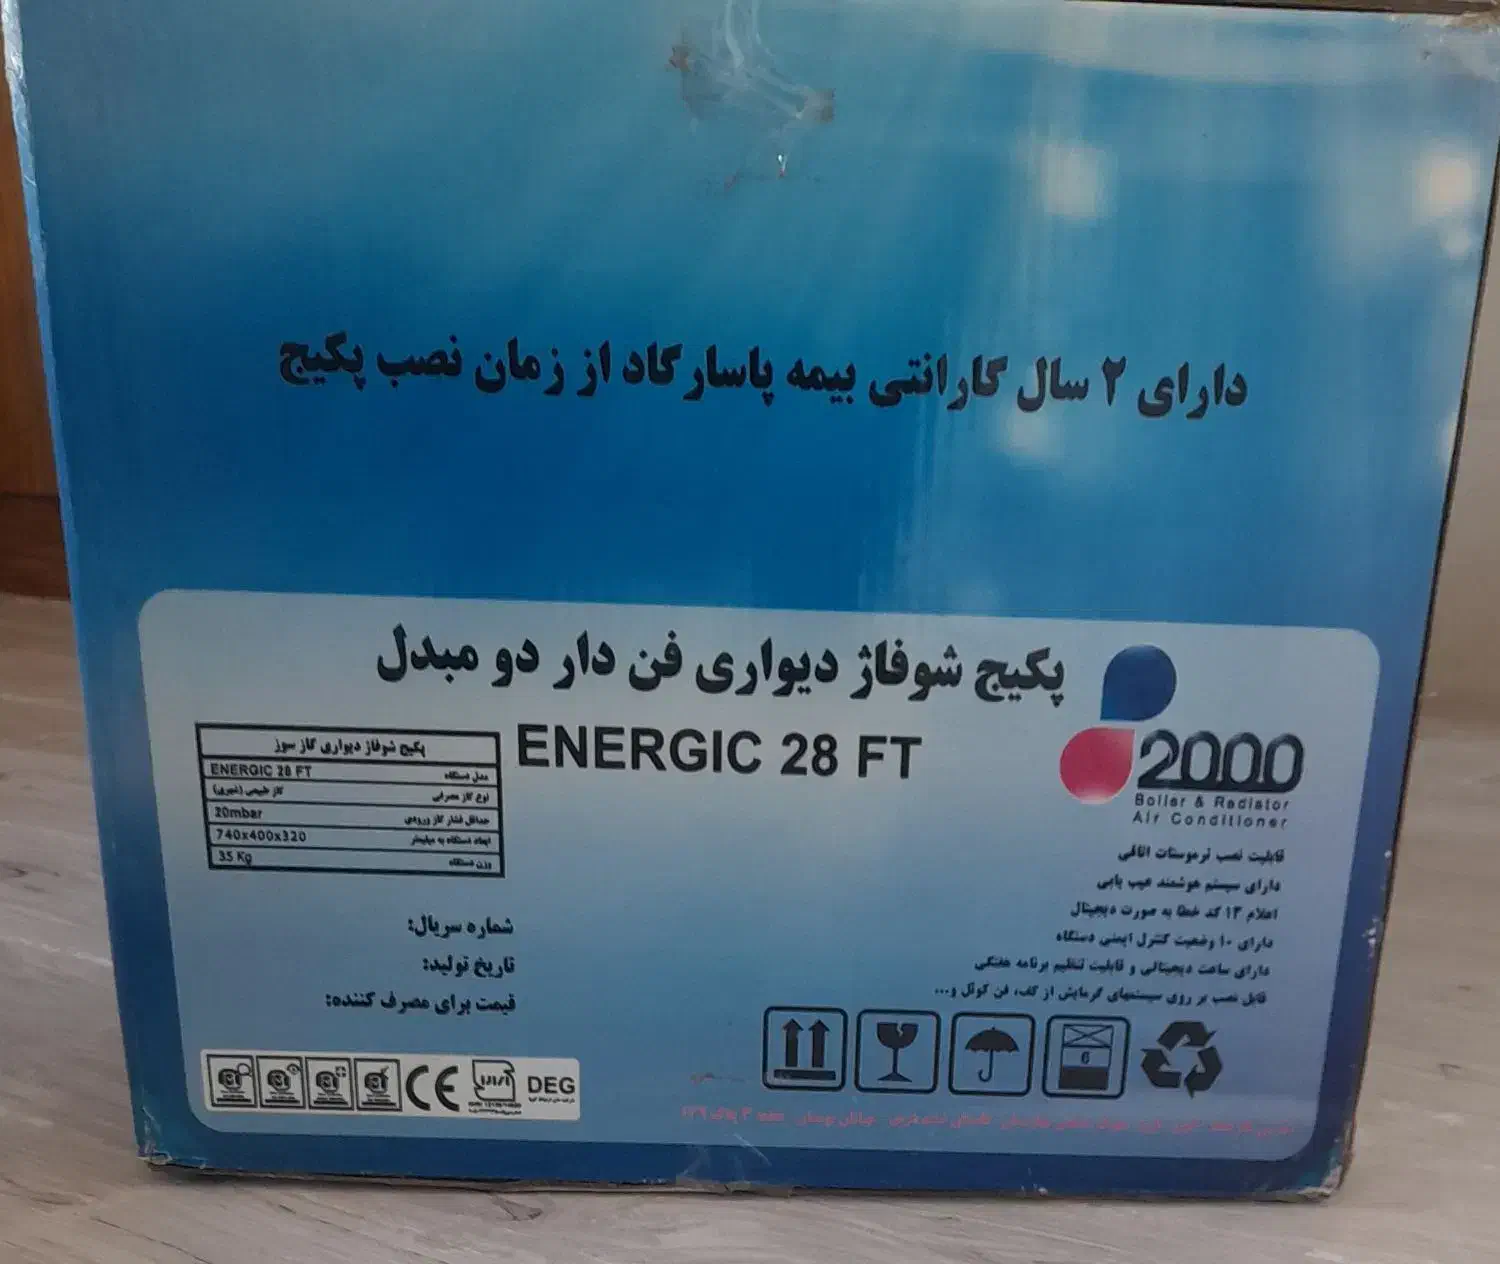 دارای ۲ سال گارانتی بیمه پاسارگاد از زمان نصب پکیج
پکیج شوفاژ دیواری فن دار دو مبدل
ENERGIC 28 FT
2000
Boiler & Radiator
Air Conditioner
پکیج شوفاژ دیواری گاز سوز
مدل دستگاه ENERGIC 28 FT
نوع گاز مصرفی گاز طبیعی (شهری)
حداقل فشار گاز ورودی 20mbar
ابعاد دستگاه به میلیمتر 740x400x320
وزن دستگاه 35 Kg
قابلیت نصب ترموستات اتاقی
دارای سیستم هوشمند عیب یابی
اعلام ۱۳ کد خطا به صورت دیجیتال
دارای ۱۰ وضعیت کنترل ایمنی دستگاه
دارای ساعت دیجیتالی و قابلیت تنظیم برنامه هفتگی
قابل نصب بر روی سیستمهای گرمایش از کف، فن کوئل و...
شماره سریال:
تاریخ تولید:
قیمت برای مصرف کننده:
6
CE
DEG